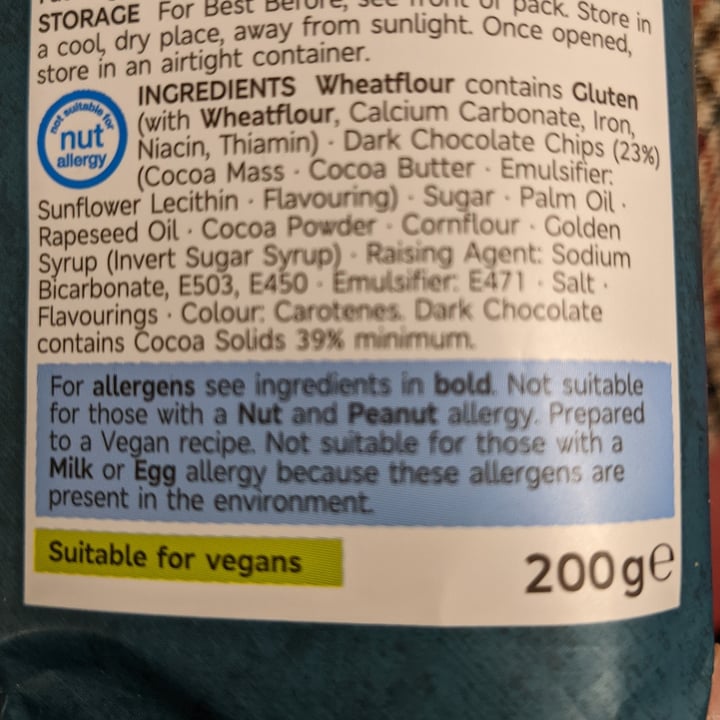 STORAGE For Best Before, see front of pack. Store in
a cool, dry place, away from sunlight. Once opened,
store in an airtight container.
not suitable for
nut
allergy
INGREDIENTS Wheatflour contains Gluten
(with Wheatflour, Calcium Carbonate, Iron,
Niacin, Thiamin) · Dark Chocolate Chips (23%)
(Cocoa Mass · Cocoa Butter · Emulsifier:
Sunflower Lecithin · Flavouring) · Sugar · Palm Oil ·
Rapeseed Oil · Cocoa Powder · Cornflour · Golden
Syrup (Invert Sugar Syrup) · Raising Agent: Sodium
Bicarbonate, E503, E450 · Emulsifier: E471 · Salt ·
Flavourings · Colour: Carotenes. Dark Chocolate
contains Cocoa Solids 39% minimum.
For allergens see ingredients in bold. Not suitable
for those with a Nut and Peanut allergy. Prepared
to a Vegan recipe. Not suitable for those with a
Milk or Egg allergy because these allergens are
present in the environment.
Suitable for vegans
200g℮